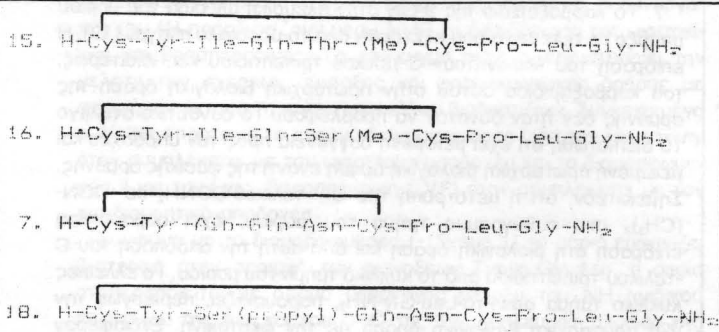 15. H-Cys-Tyr-Ile-Gln-Thr-(Me)-Cys-Pro-Leu-Gly-NH₂
16. H-Cys-Tyr-Ile-Gln-Ser(Me)-Cys-Pro-Leu-Gly-NH₂
7. H-Cys-Tyr-Ain-Gln-Asn-Cys-Pro-Leu-Gly-NH₂
18. H-Cys-Tyr-Ser(propyl)-Gln-Asn-Cys-Pro-Leu-Gly-NH₂